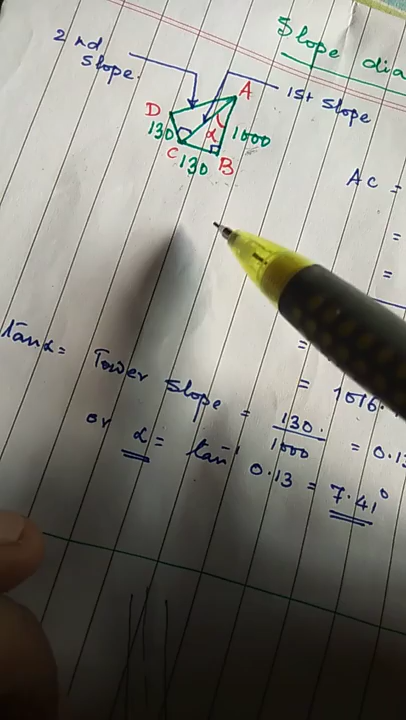 Slope dia
2nd
Slope.
1st slope
A
D
130
α
1000
C
B
130
AC =
=
=
=
= 1016.
tanα = Tower slope = 130. / 1000 = 0.13
or α = tan⁻¹ 0.13 = 7.41°